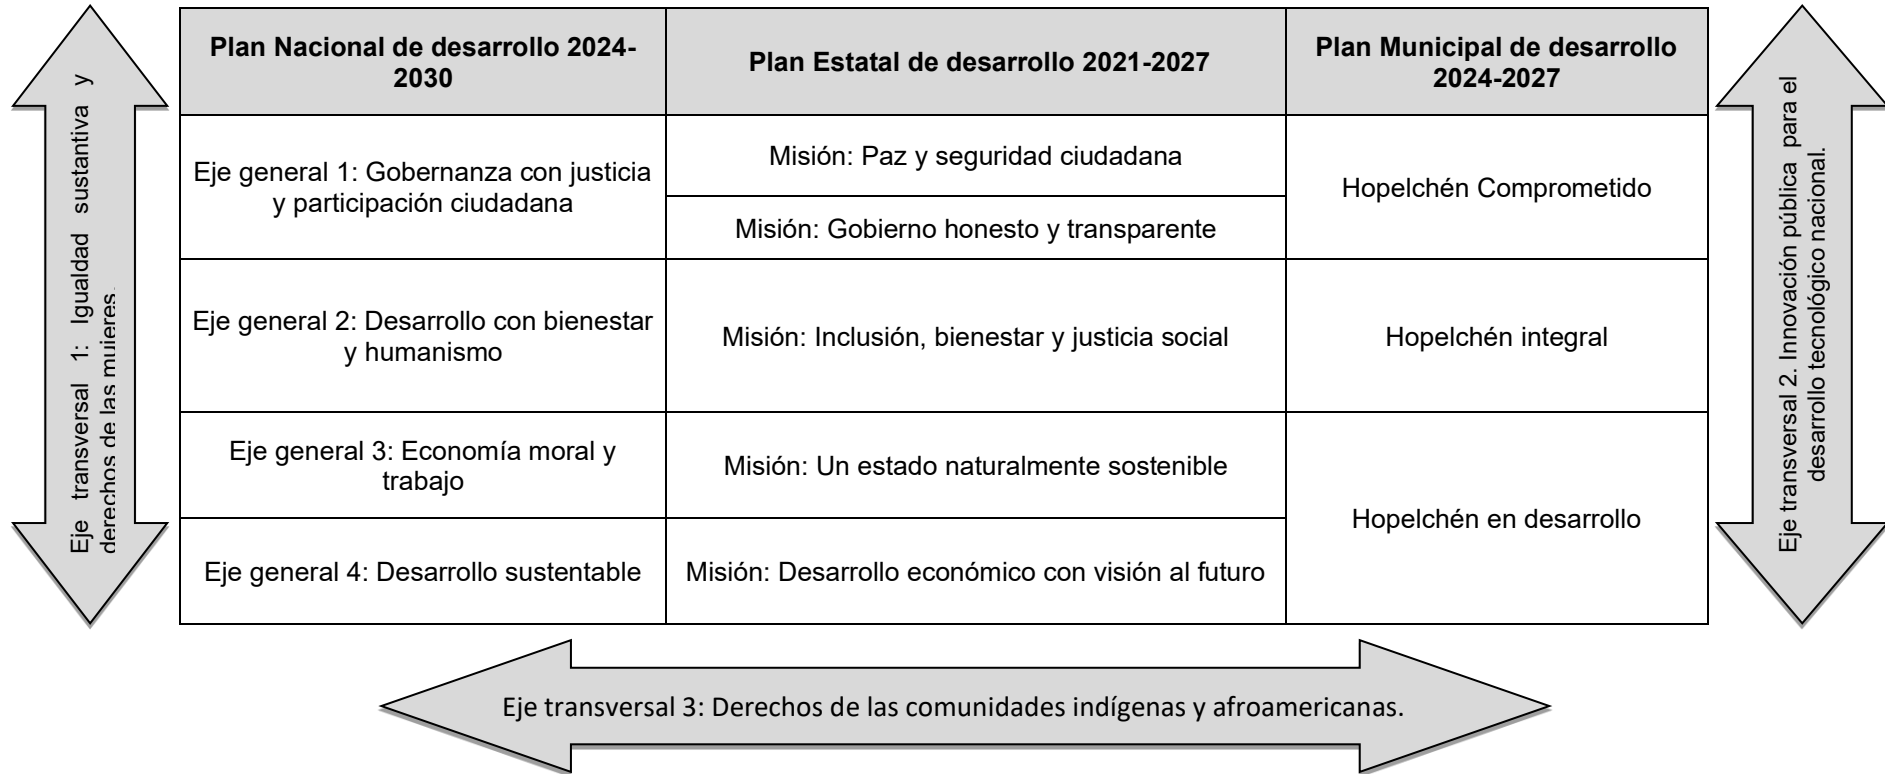 Eje transversal 1: Igualdad sustantiva y
derechos de las mujeres.
Plan Nacional de desarrollo 2024-
2030
Plan Estatal de desarrollo 2021-2027
Plan Municipal de desarrollo
2024-2027
Eje general 1: Gobernanza con justicia
y participación ciudadana
Misión: Paz y seguridad ciudadana
Misión: Gobierno honesto y transparente
Hopelchén Comprometido
Eje general 2: Desarrollo con bienestar
y humanismo
Misión: Inclusión, bienestar y justicia social
Hopelchén integral
Eje general 3: Economía moral y
trabajo
Misión: Un estado naturalmente sostenible
Hopelchén en desarrollo
Eje general 4: Desarrollo sustentable
Misión: Desarrollo económico con visión al futuro
Eje transversal 2. Innovación pública para el
desarrollo tecnológico nacional.
Eje transversal 3: Derechos de las comunidades indígenas y afroamericanas.